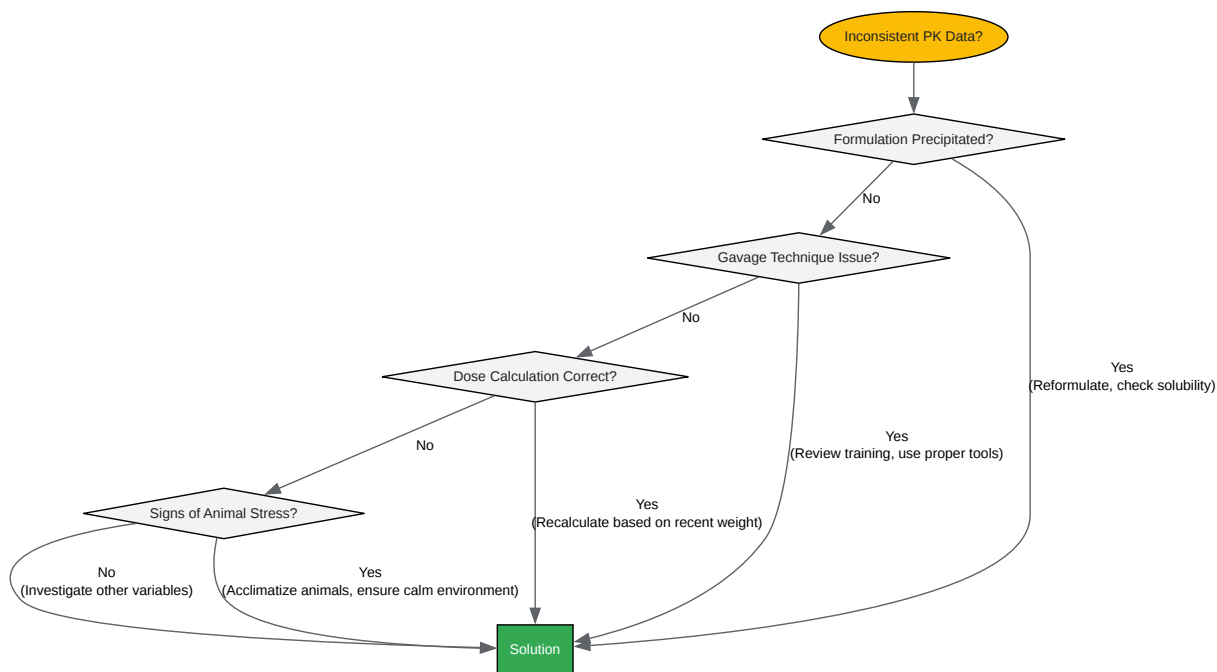 Inconsistent PK Data?
Formulation Precipitated?
No
Gavage Technique Issue?
No
Yes
(Reformulate, check solubility)
Dose Calculation Correct?
No
Yes
(Review training, use proper tools)
Yes
(Recalculate based on recent weight)
Signs of Animal Stress?
No
(Investigate other variables)
Yes
(Acclimatize animals, ensure calm environment)
Solution